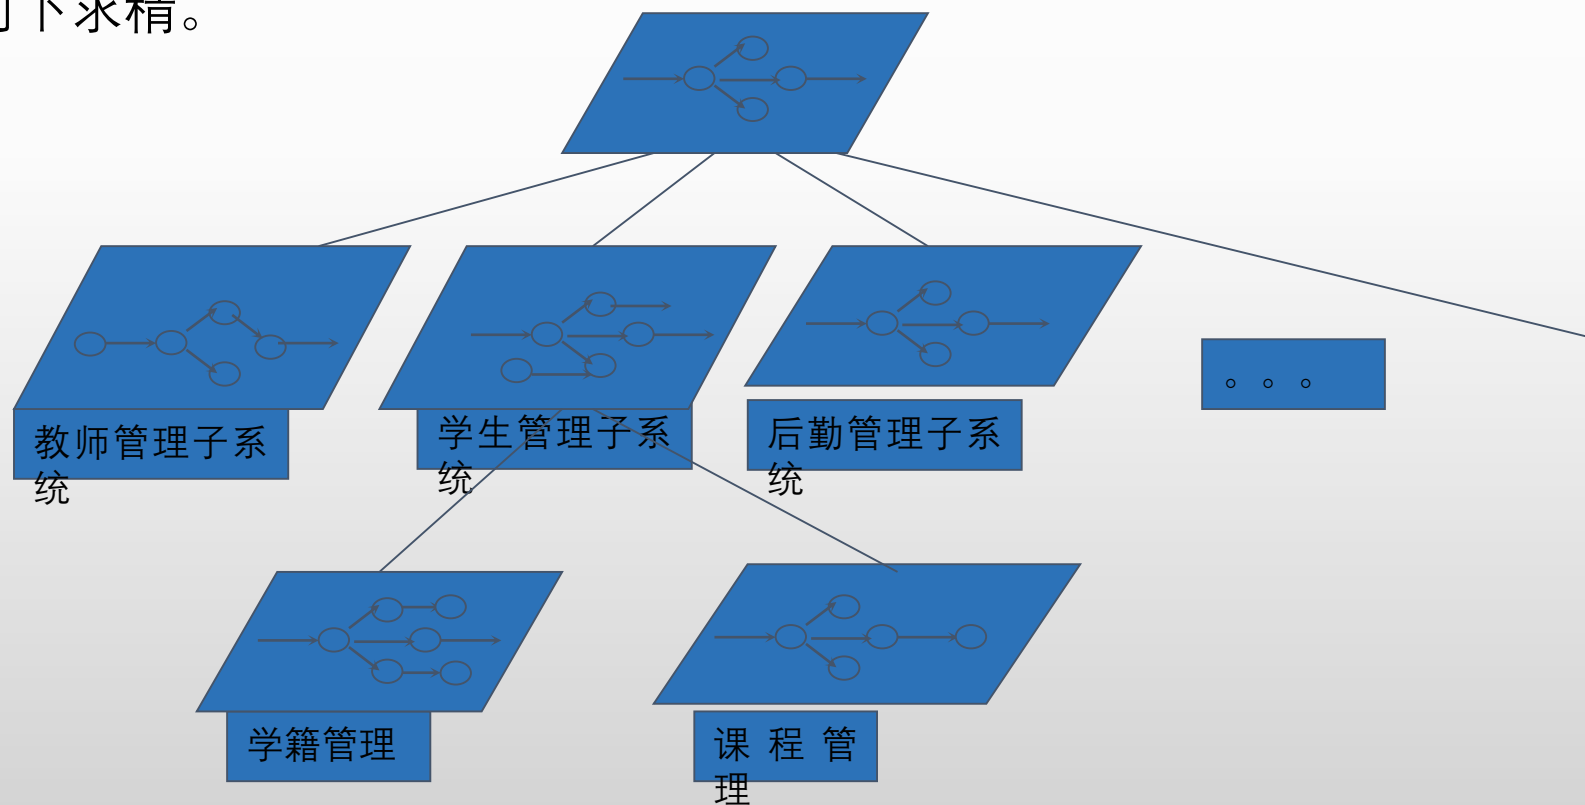 下求精。
。。。
教师管理子系
统
学生管理子系
统
后勤管理子系
统
学籍管理
课程管
理